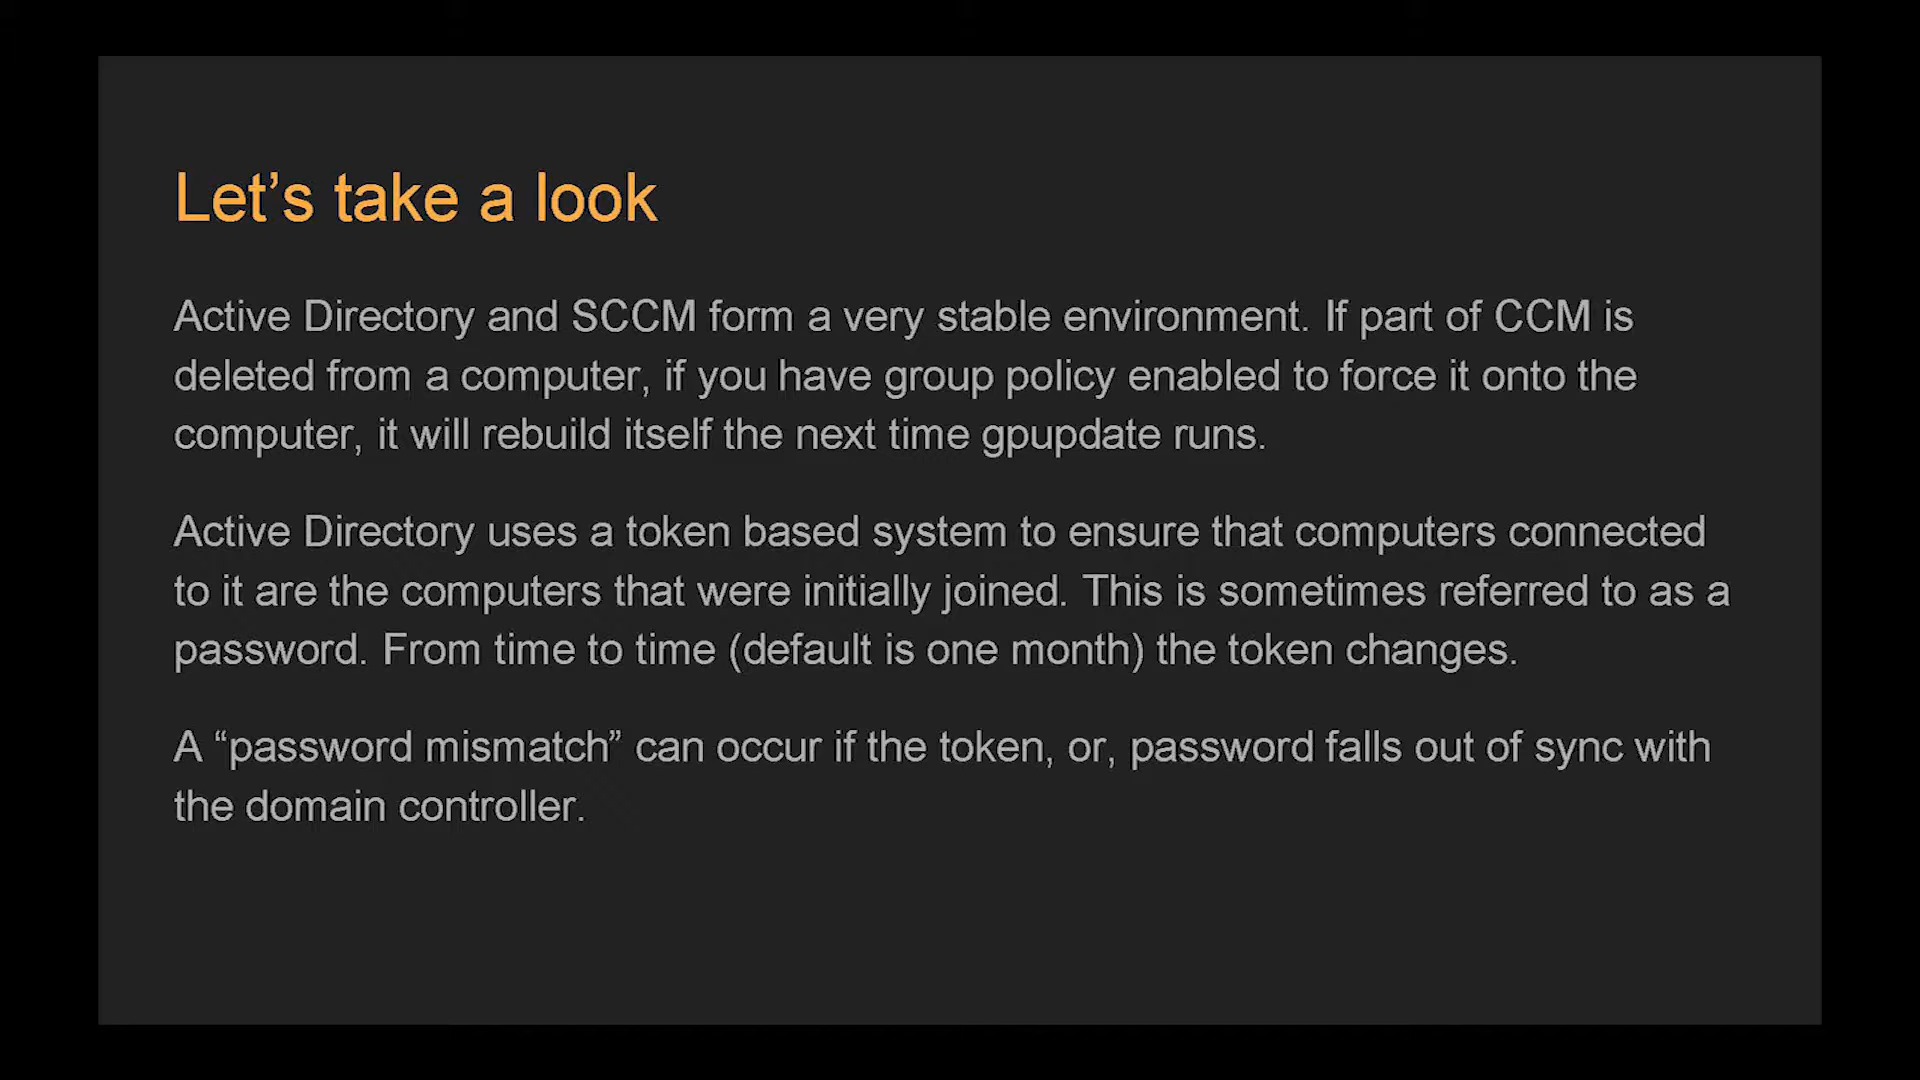 Let’s take a look
Active Directory and SCCM form a very stable environment. If part of CCM is
deleted from a computer, if you have group policy enabled to force it onto the
computer, it will rebuild itself the next time gpupdate runs.
Active Directory uses a token based system to ensure that computers connected
to it are the computers that were initially joined. This is sometimes referred to as a
password. From time to time (default is one month) the token changes.
A “password mismatch” can occur if the token, or, password falls out of sync with
the domain controller.